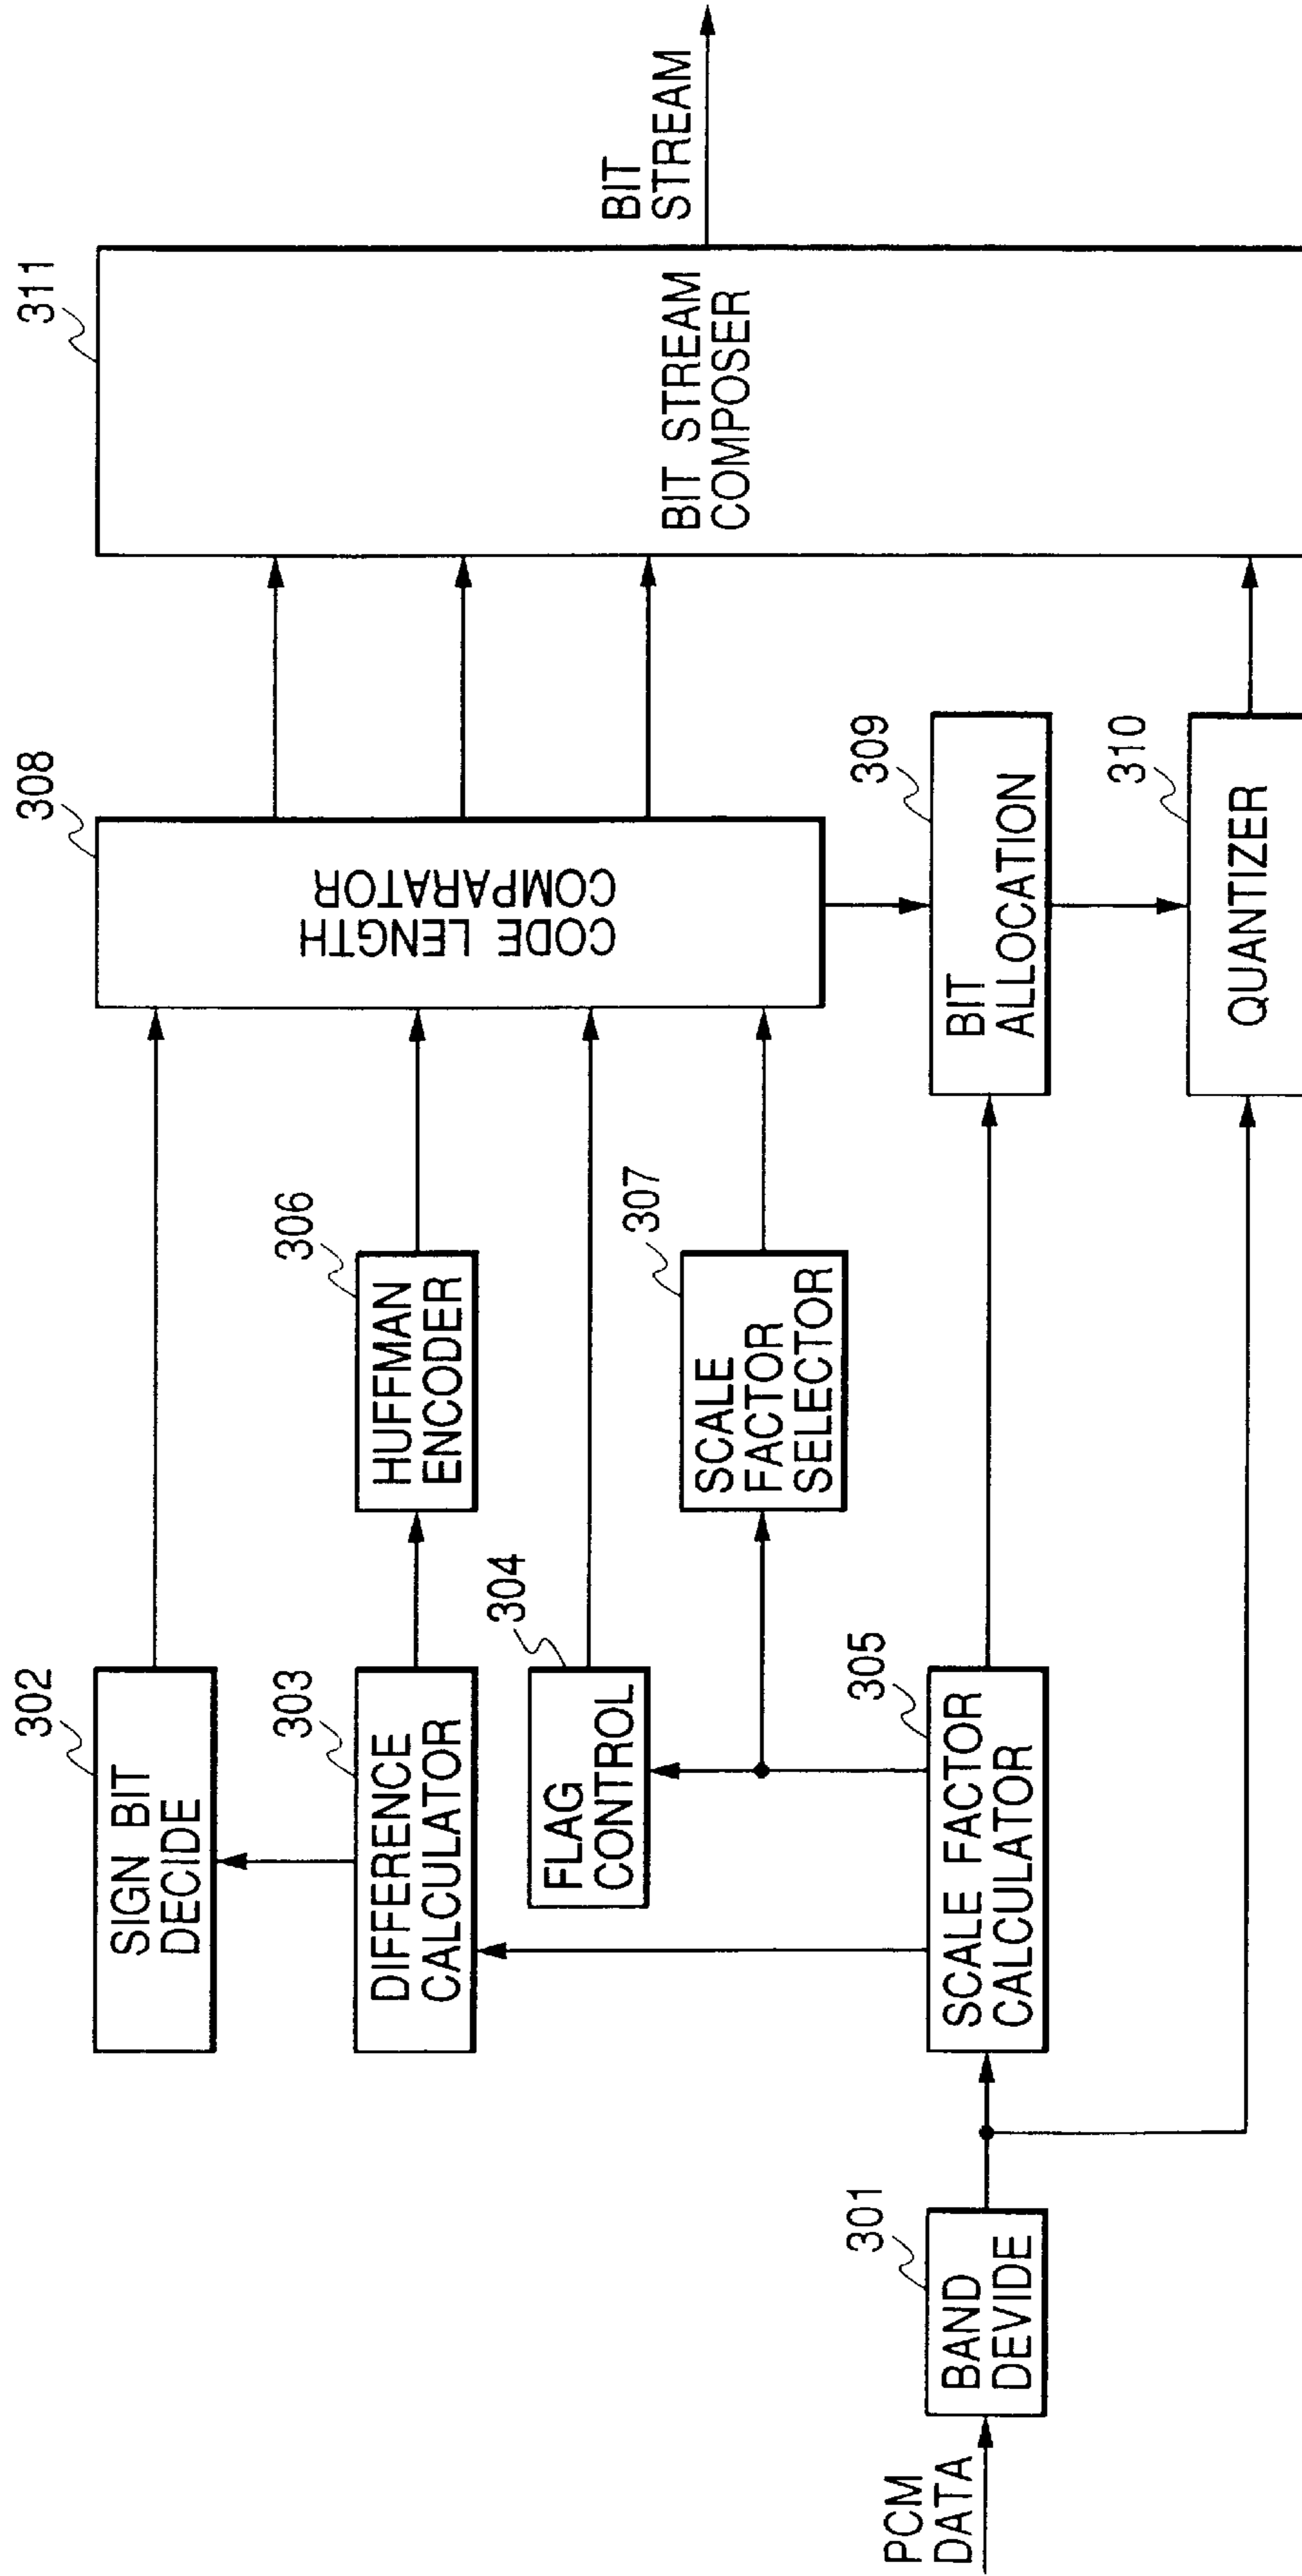 PCM
DATA
301
BAND
DEVIDE
302
SIGN BIT
DECIDE
303
DIFFERENCE
CALCULATOR
304
FLAG
CONTROL
305
SCALE FACTOR
CALCULATOR
306
HUFFMAN
ENCODER
307
SCALE
FACTOR
SELECTOR
308
CODE LENGTH
COMPARATOR
309
BIT
ALLOCATION
310
QUANTIZER
311
BIT STREAM
COMPOSER
BIT
STREAM